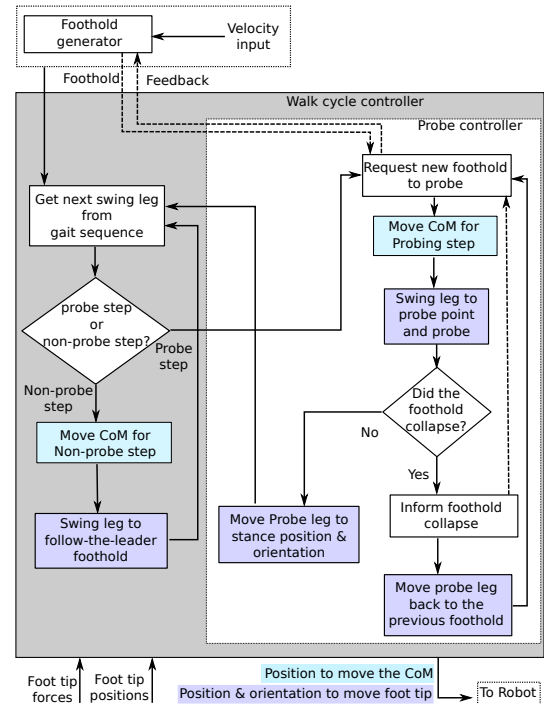 Foothold
generator
Velocity
input
Foothold
Feedback
Walk cycle controller
Probe controller
Request new foothold
to probe
Get next swing leg
from
gait sequence
Move CoM for
Probing step
Swing leg to
probe point
and probe
probe step
or
non-probe step?
Probe
step
Non-probe
step
Did the
foothold
collapse?
No
Yes
Move CoM for
Non-probe step
Swing leg to
follow-the-leader
foothold
Move Probe leg to
stance position &
orientation
Inform foothold
collapse
Move probe leg
back to the
previous foothold
Foot tip
forces
Foot tip
positions
Position to move the CoM
Position & orientation to move foot tip
To Robot